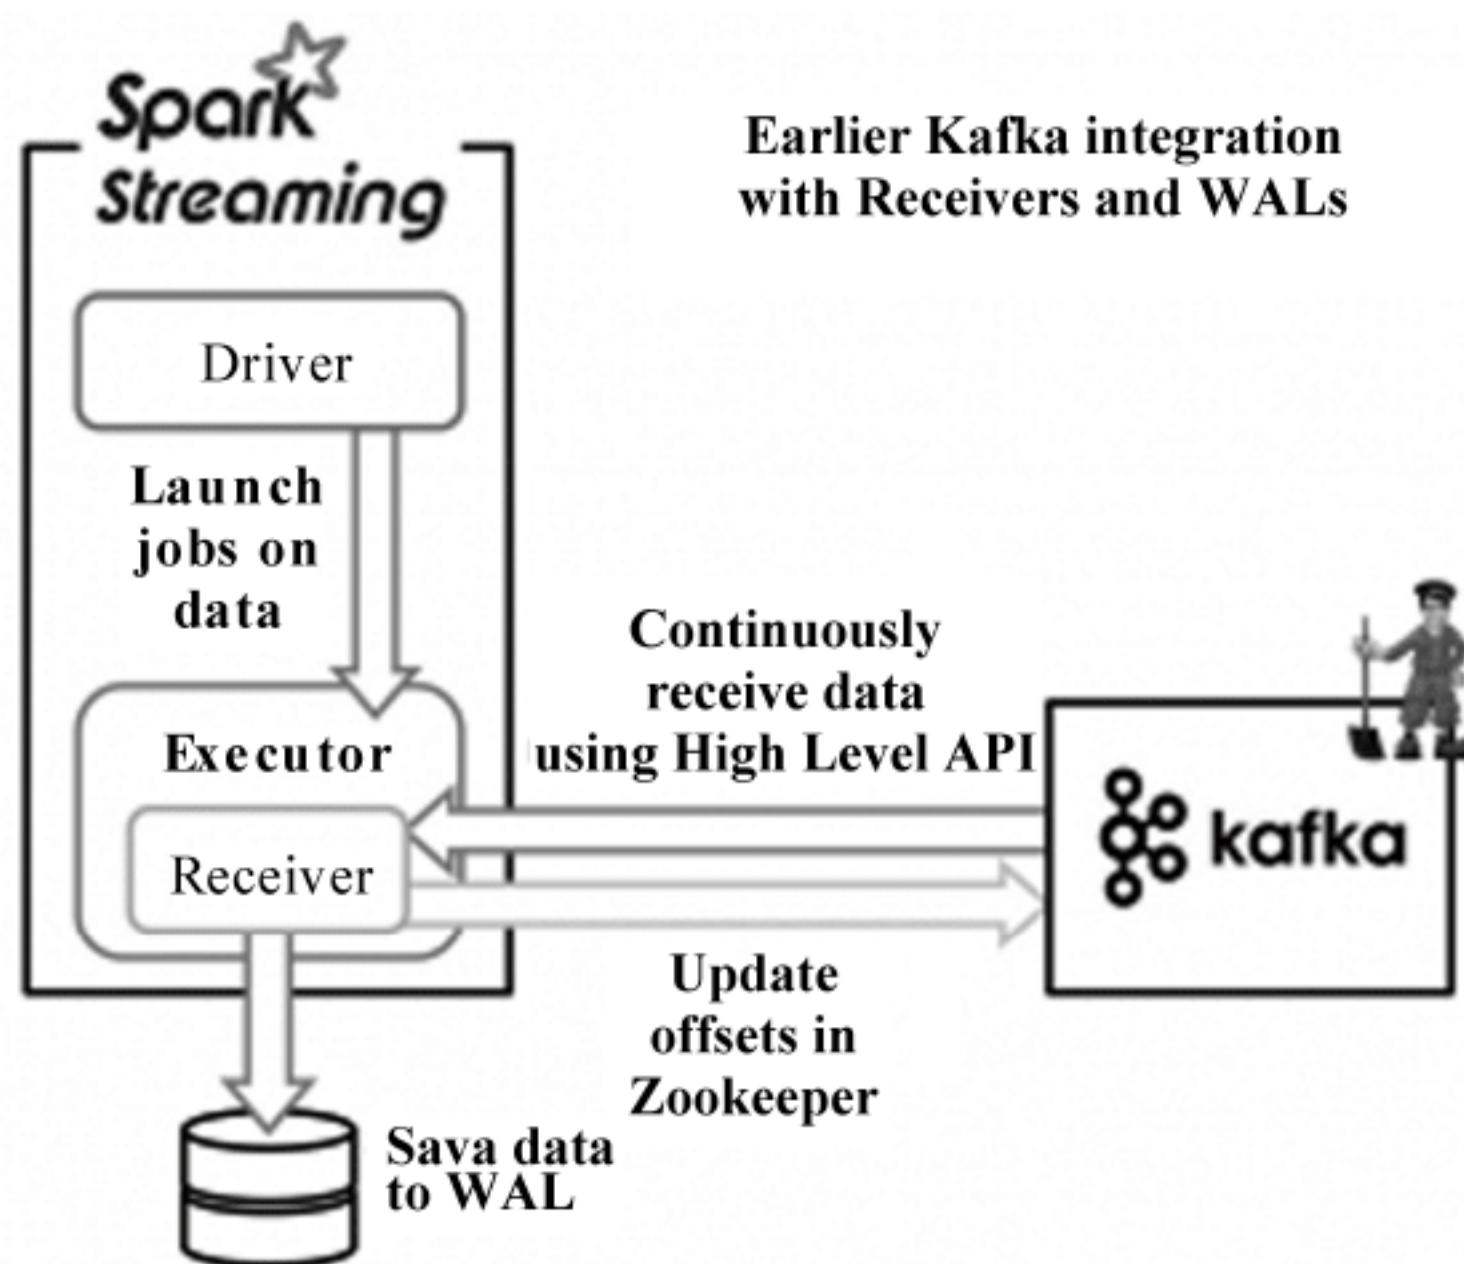 Spark
Streaming
Earlier Kafka integration
with Receivers and WALs
Driver
Launch
jobs on
data
Executor
Receiver
Continuously
receive data
using High Level API
kafka
Update
offsets in
Zookeeper
Sava data
to WAL